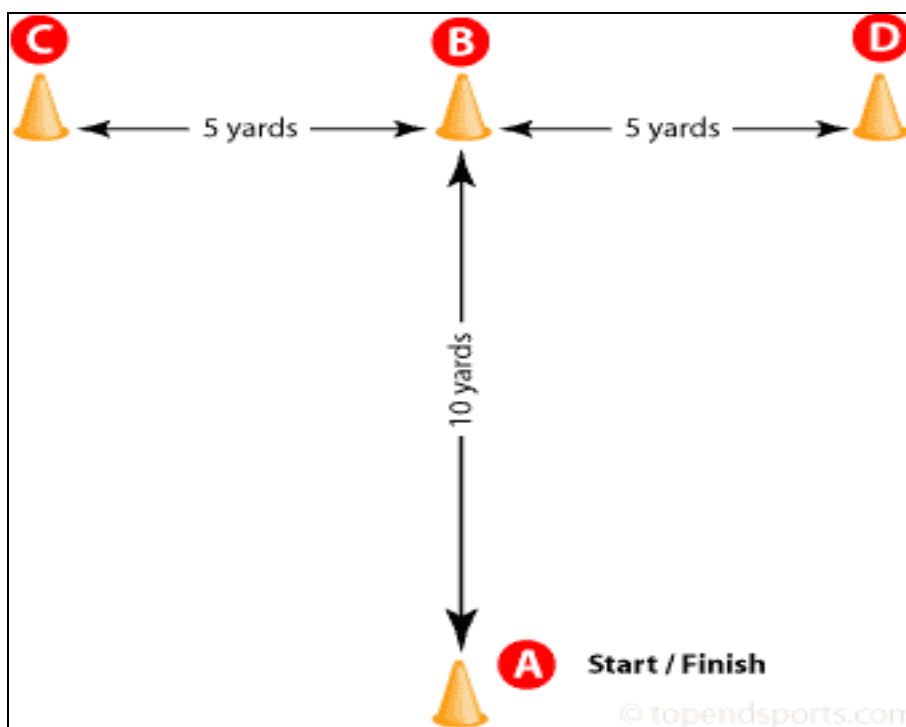 C B D
5 yards 5 yards
10 yards
A Start / Finish
© topendsports.com